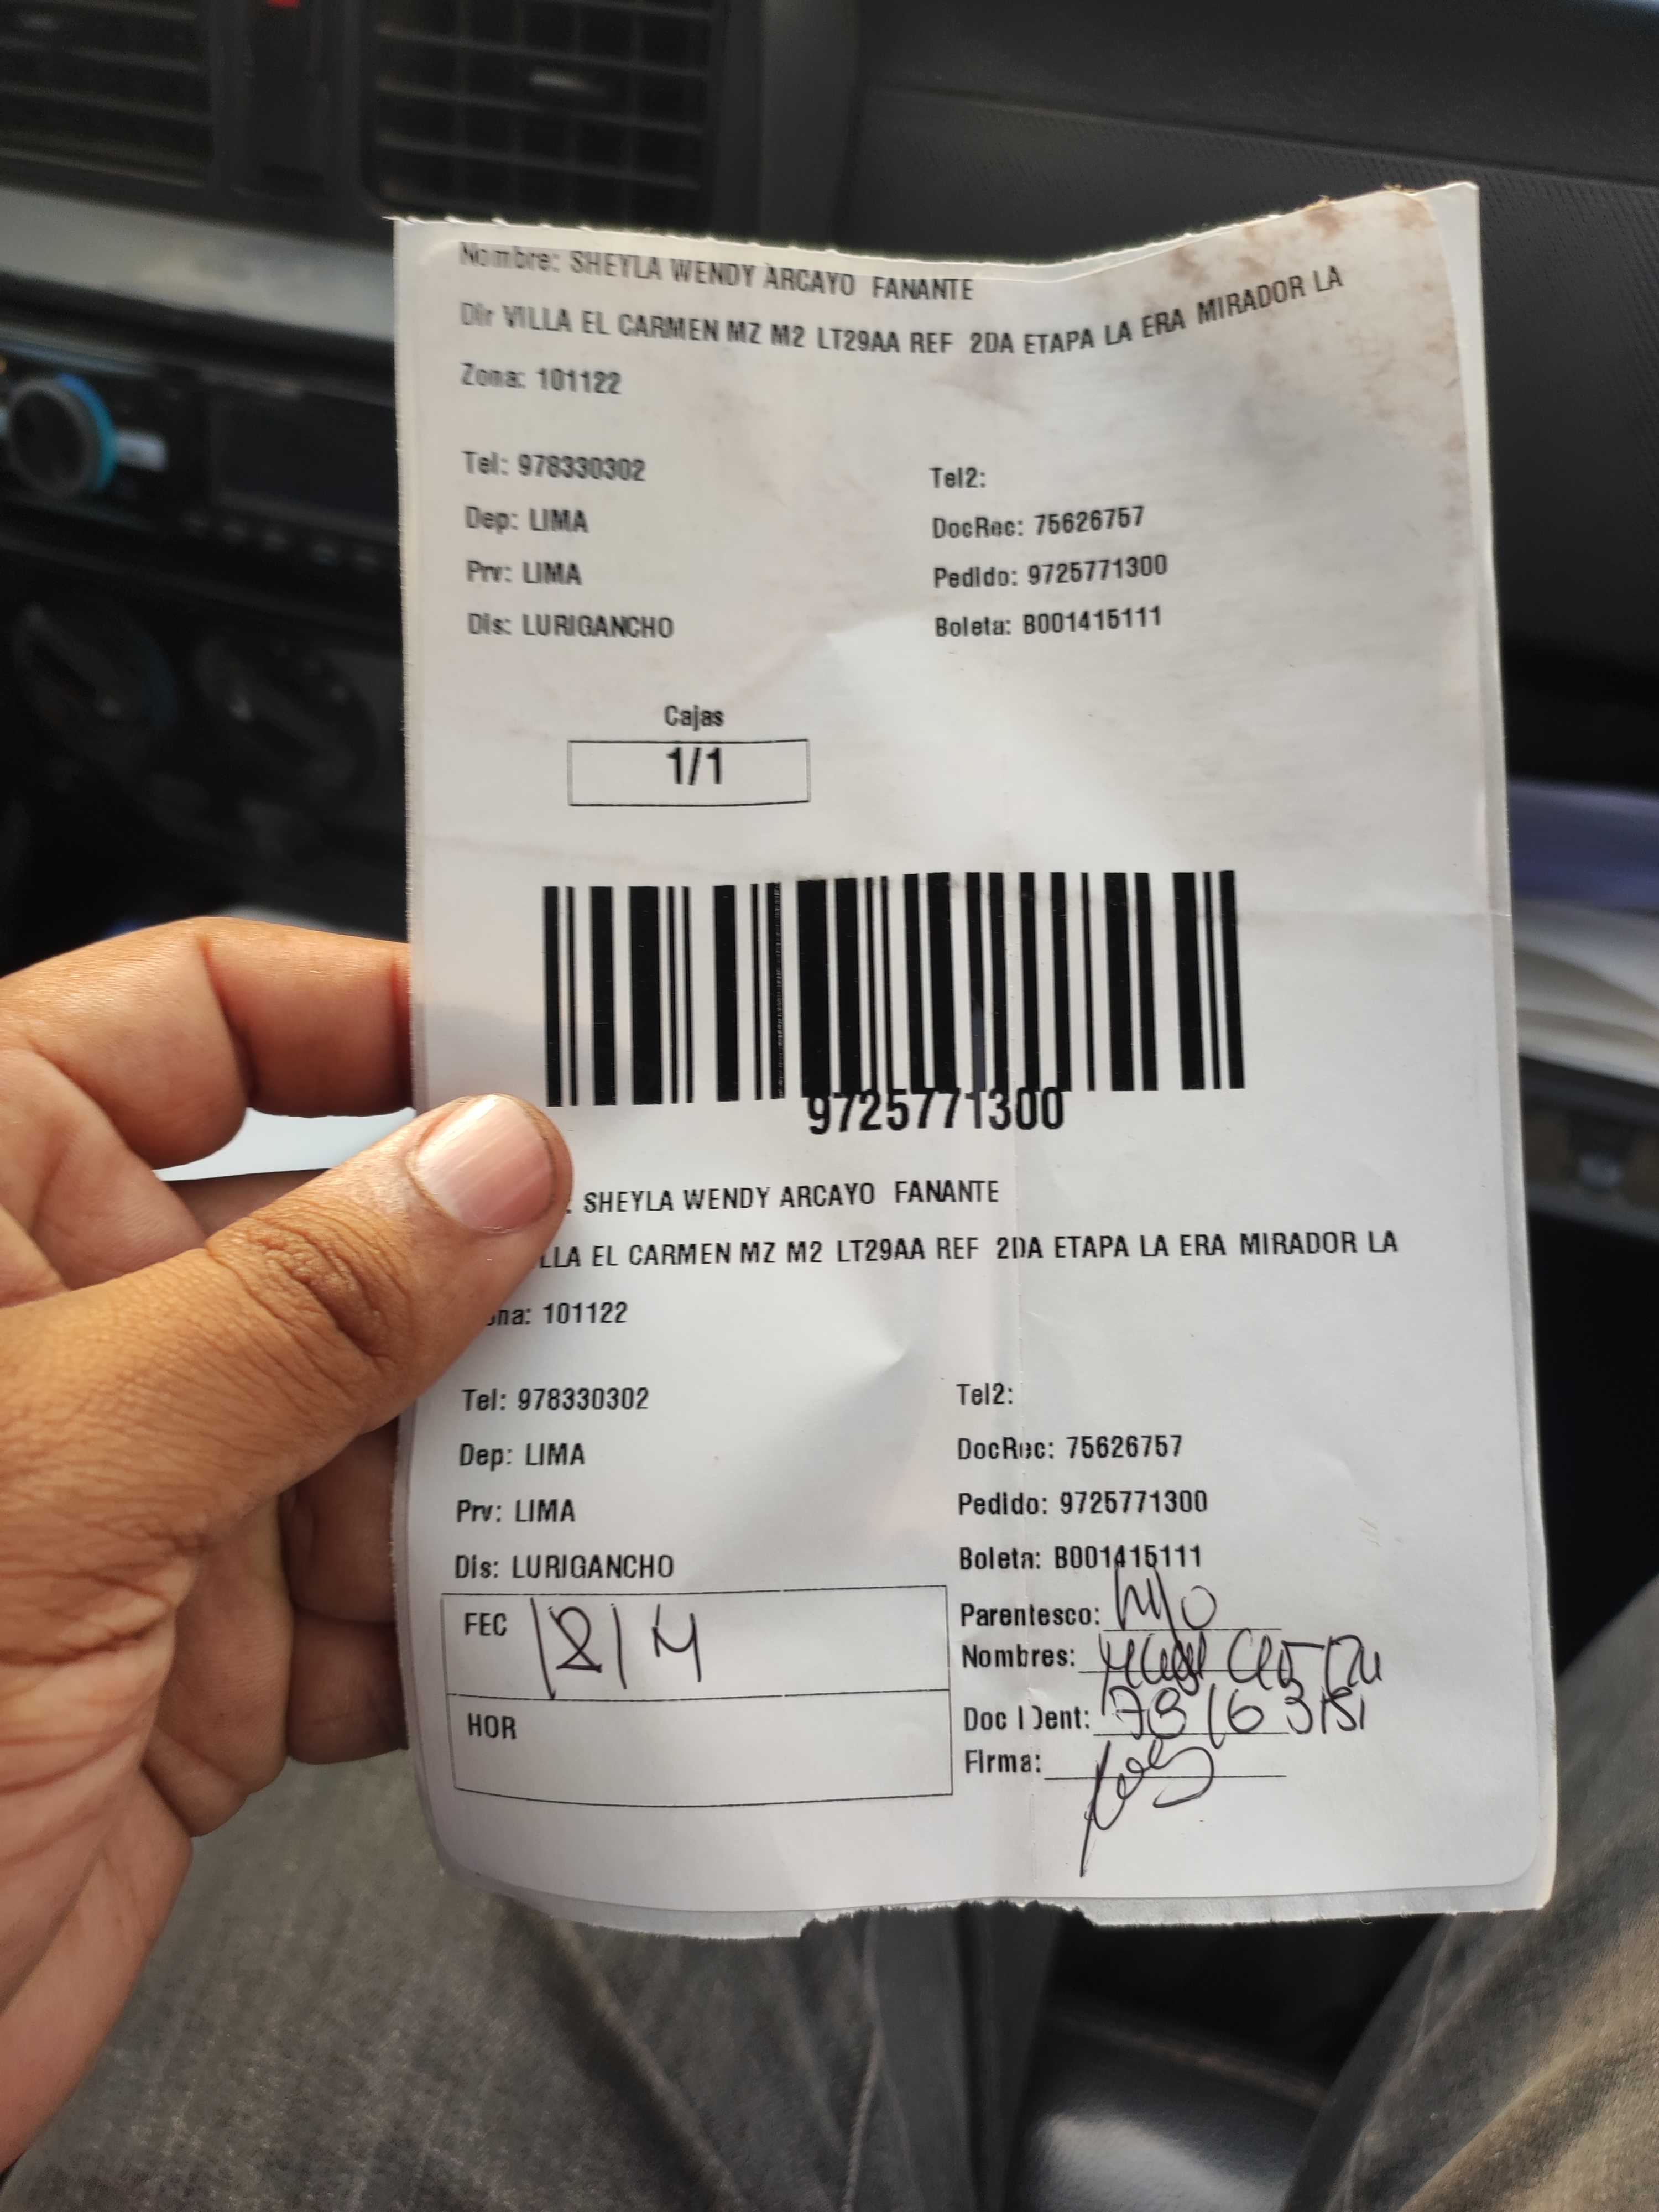 Nombre: SHEYLA WENDY ARCAYO FANANTE
Dir VILLA EL CARMEN MZ M2 LT29AA REF 2DA ETAPA LA ERA MIRADOR LA
Zona: 101122
Tel: 978330302 Tel2:
Dep: LIMA DocRec: 75626757
Prv: LIMA Pedido: 9725771300
Dis: LURIGANCHO Boleta: B001415111
Cajas
1/1
9725771300
SHEYLA WENDY ARCAYO FANANTE
LLA EL CARMEN MZ M2 LT29AA REF 2DA ETAPA LA ERA MIRADOR LA
na: 101122
Tel: 978330302 Tel2:
Dep: LIMA DocRec: 75626757
Prv: LIMA Pedido: 9725771300
Dis: LURIGANCHO Boleta: B001415111
FEC Parentesco: hijo
Nombres:
HOR Doc Ident:
Firma: